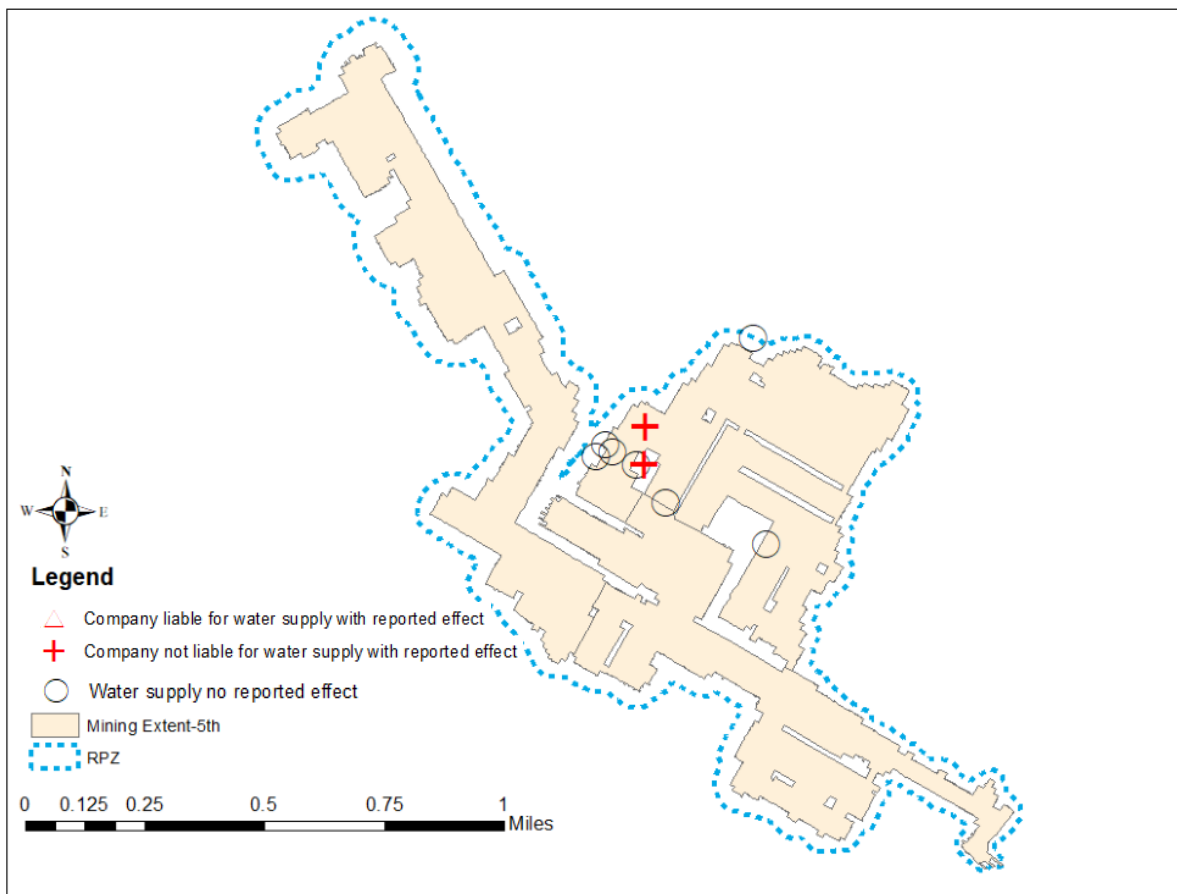 N
W E
S
Legend
Company liable for water supply with reported effect
Company not liable for water supply with reported effect
Water supply no reported effect
Mining Extent-5th
RPZ
0 0.125 0.25 0.5 0.75 1
Miles